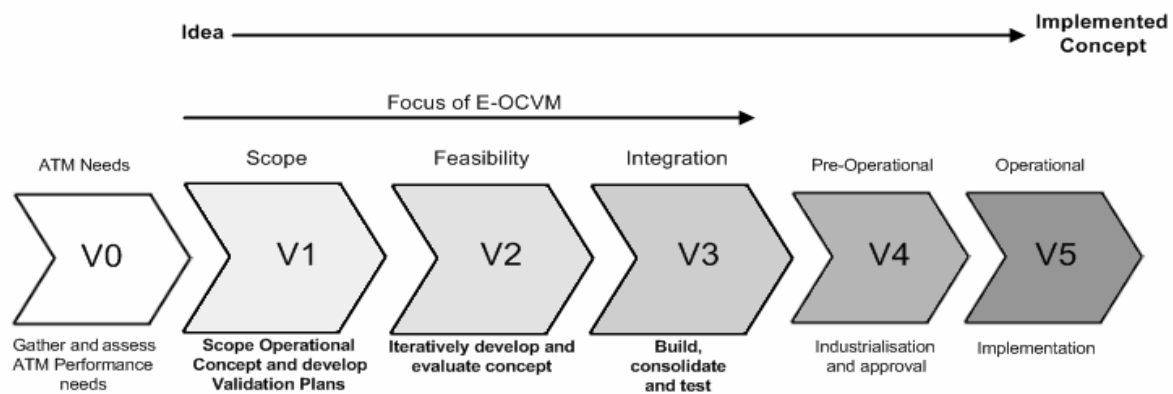 Idea
Implemented
Concept
Focus of E-OCVM
ATM Needs
Scope
Feasibility
Integration
Pre-Operational
Operational
V0
V1
V2
V3
V4
V5
Gather and assess
ATM Performance
needs
Scope Operational
Concept and develop
Validation Plans
Iteratively develop and
evaluate concept
Build,
consolidate
and test
Industrialisation
and approval
Implementation